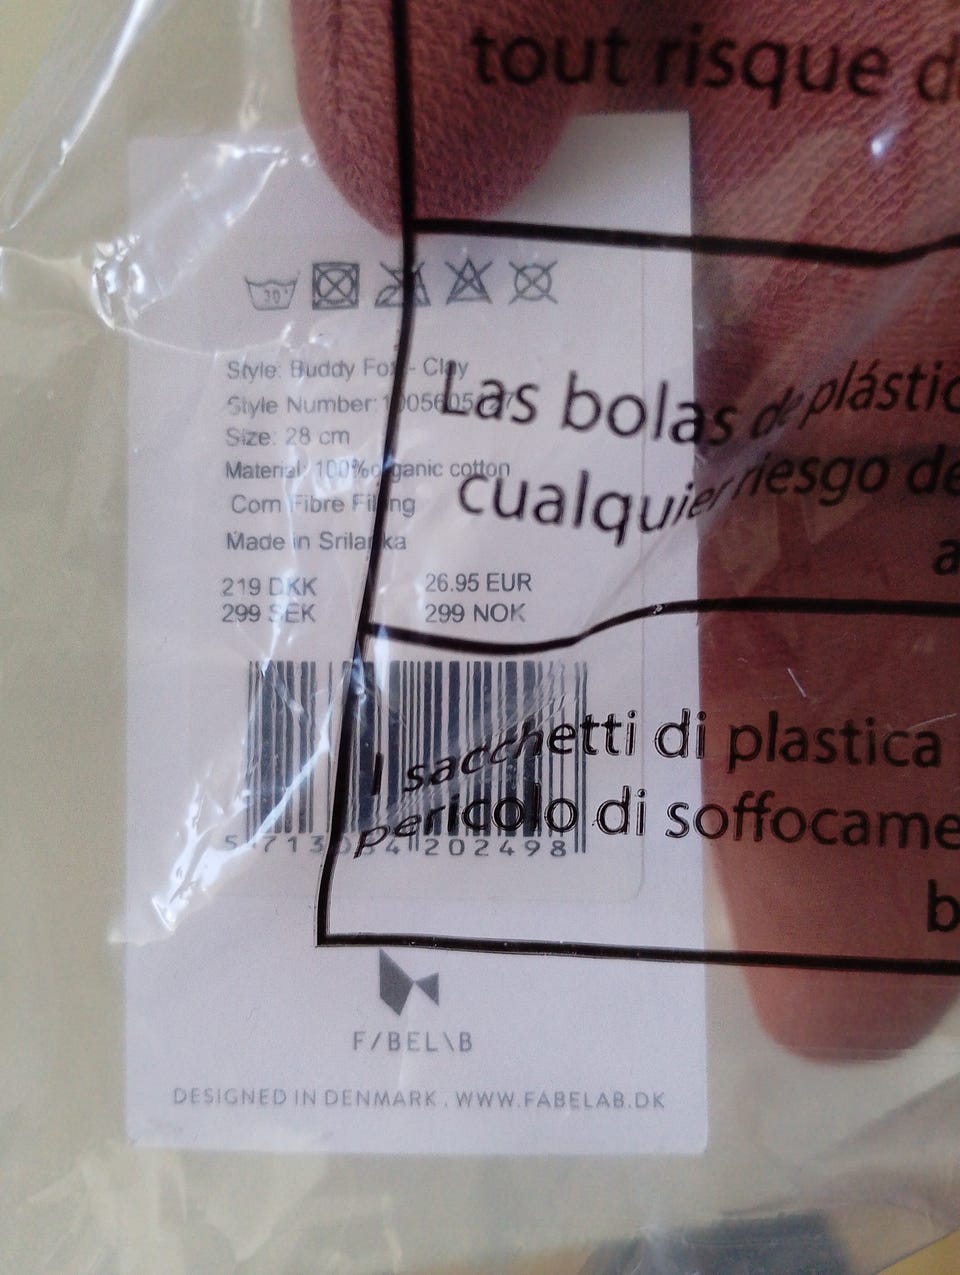 tout risque
30°
Style: Buddy Fox - Clay
Style Number:
Size: 28 cm
Material: 100% organic cotton
Corn Fibre Filling
Made in Srilanka
219 DKK 26.95 EUR
299 SEK 299 NOK
Las bolas de
cualquier riesgo de
I sacchetti di plastica
pericolo di
202498
F/BEL\B
DESIGNED IN DENMARK . WWW.FABELAB.DK